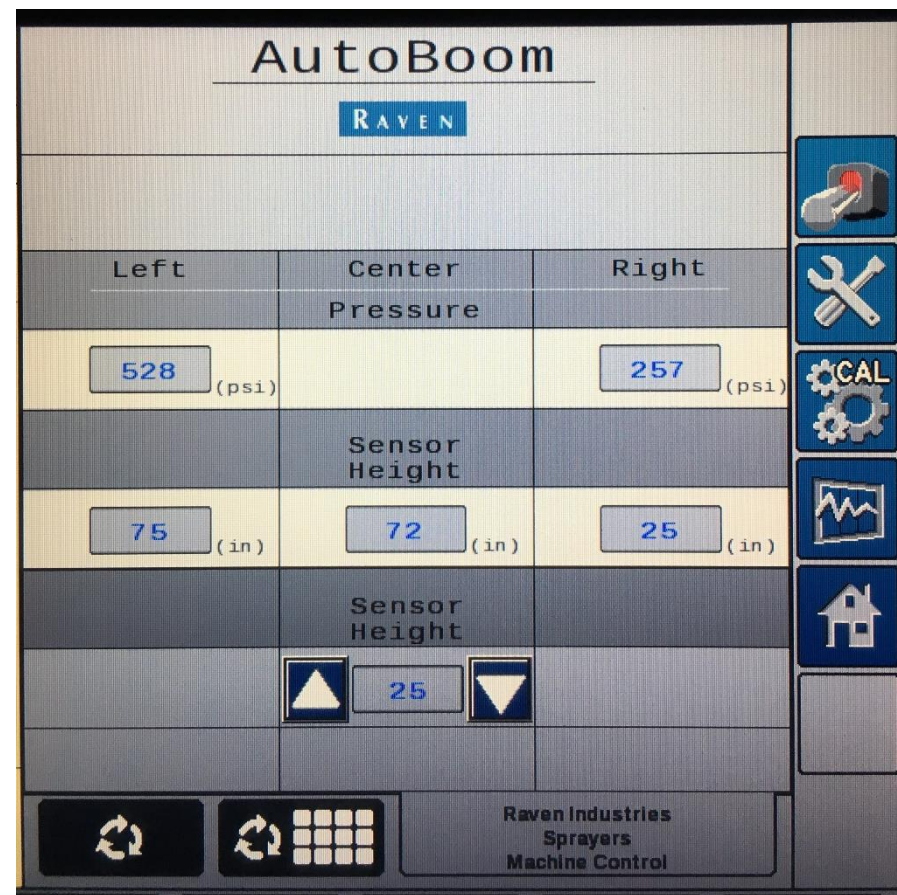 AutoBoom
RAVEN
Left Center Right
Pressure
528 (psi) 257 (psi)
Sensor
Height
75 (in) 72 (in) 25 (in)
Sensor
Height
25
CAL
Raven Industries
Sprayers
Machine Control